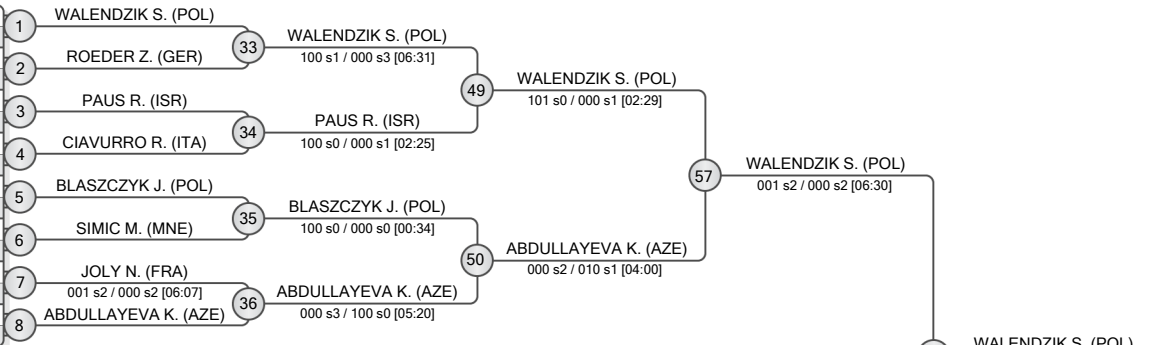 1
WALENDZIK S. (POL)
2
ROEDER Z. (GER)
33
WALENDZIK S. (POL)
100 s1 / 000 s3 [06:31]
3
PAUS R. (ISR)
4
CIAVURRO R. (ITA)
34
PAUS R. (ISR)
100 s0 / 000 s1 [02:25]
49
WALENDZIK S. (POL)
101 s0 / 000 s1 [02:29]
5
BLASZCZYK J. (POL)
6
SIMIC M. (MNE)
35
BLASZCZYK J. (POL)
100 s0 / 000 s0 [00:34]
7
JOLY N. (FRA)
001 s2 / 000 s2 [06:07]
8
ABDULLAYEVA K. (AZE)
36
ABDULLAYEVA K. (AZE)
000 s3 / 100 s0 [05:20]
50
ABDULLAYEVA K. (AZE)
000 s2 / 010 s1 [04:00]
57
WALENDZIK S. (POL)
001 s2 / 000 s2 [06:30]
WALENDZIK S. (POL)